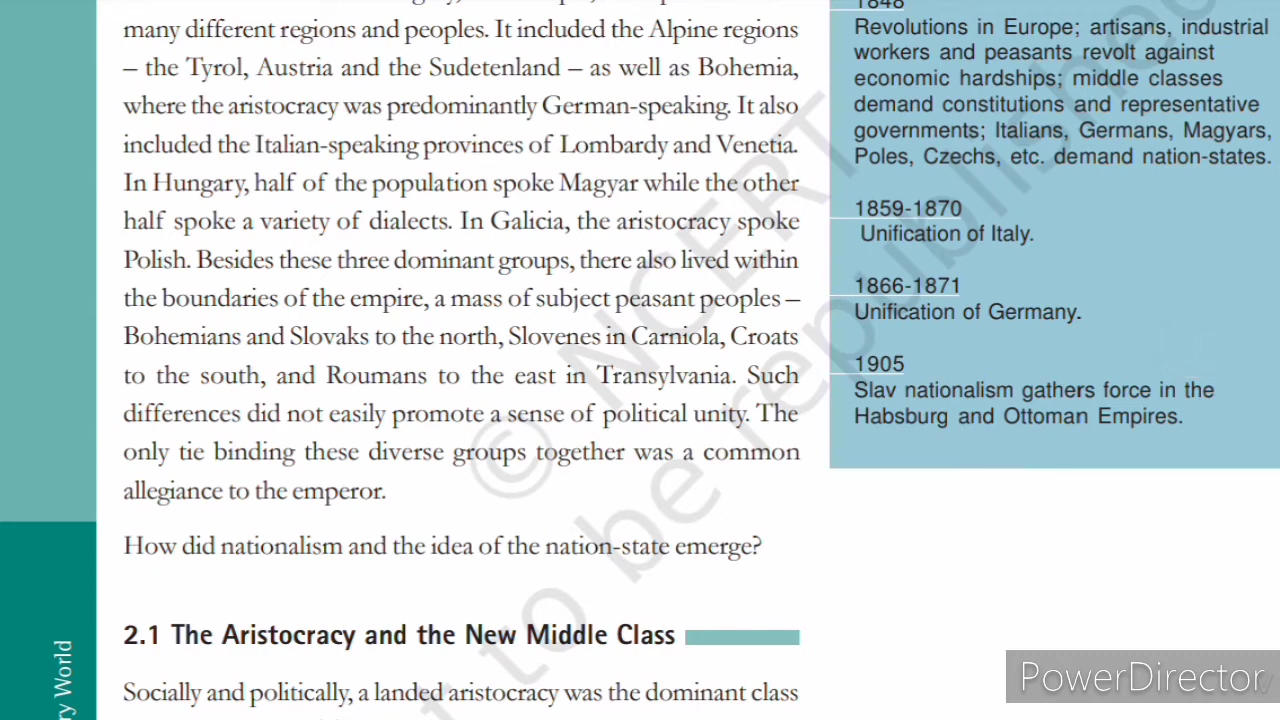 many different regions and peoples. It included the Alpine regions
– the Tyrol, Austria and the Sudetenland – as well as Bohemia,
where the aristocracy was predominantly German-speaking. It also
included the Italian-speaking provinces of Lombardy and Venetia.
In Hungary, half of the population spoke Magyar while the other
half spoke a variety of dialects. In Galicia, the aristocracy spoke
Polish. Besides these three dominant groups, there also lived within
the boundaries of the empire, a mass of subject peasant peoples –
Bohemians and Slovaks to the north, Slovenes in Carniola, Croats
to the south, and Roumans to the east in Transylvania. Such
differences did not easily promote a sense of political unity. The
only tie binding these diverse groups together was a common
allegiance to the emperor.
How did nationalism and the idea of the nation-state emerge?
2.1 The Aristocracy and the New Middle Class
Socially and politically, a landed aristocracy was the dominant class
1848
Revolutions in Europe; artisans, industrial
workers and peasants revolt against
economic hardships; middle classes
demand constitutions and representative
governments; Italians, Germans, Magyars,
Poles, Czechs, etc. demand nation-states.
1859-1870
Unification of Italy.
1866-1871
Unification of Germany.
1905
Slav nationalism gathers force in the
Habsburg and Ottoman Empires.
© NCERT
to be republished
World
PowerDirector